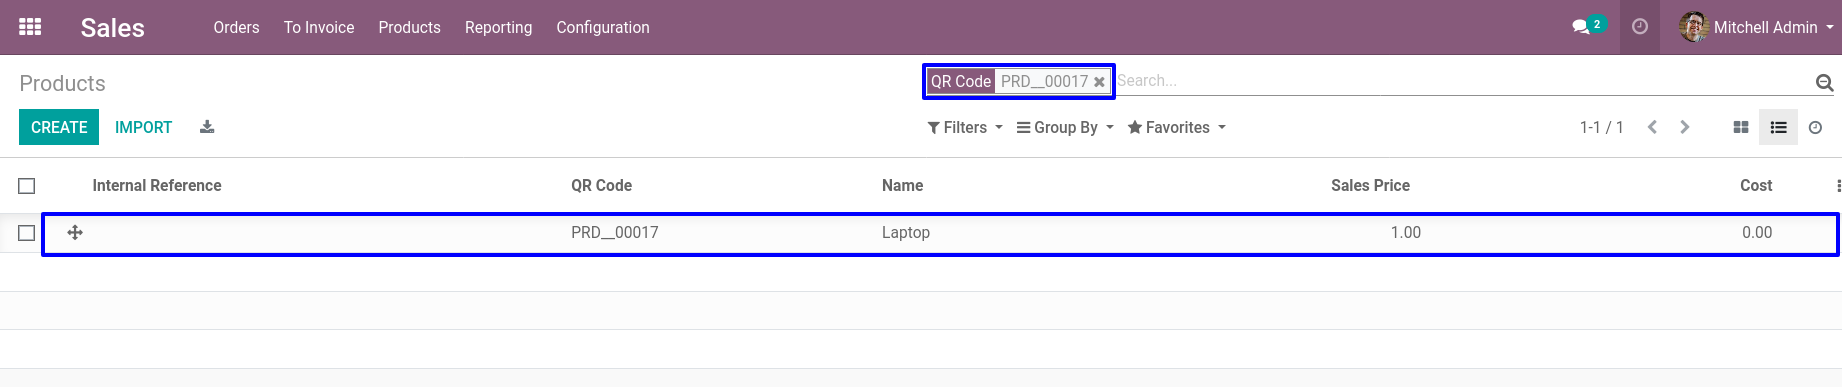 Sales Orders To Invoice Products Reporting Configuration 2 Mitchell Admin
Products QR Code PRD__00017 Search...
CREATE IMPORT Filters Group By Favorites 1-1 / 1
Internal Reference QR Code Name Sales Price Cost
PRD__00017 Laptop 1.00 0.00